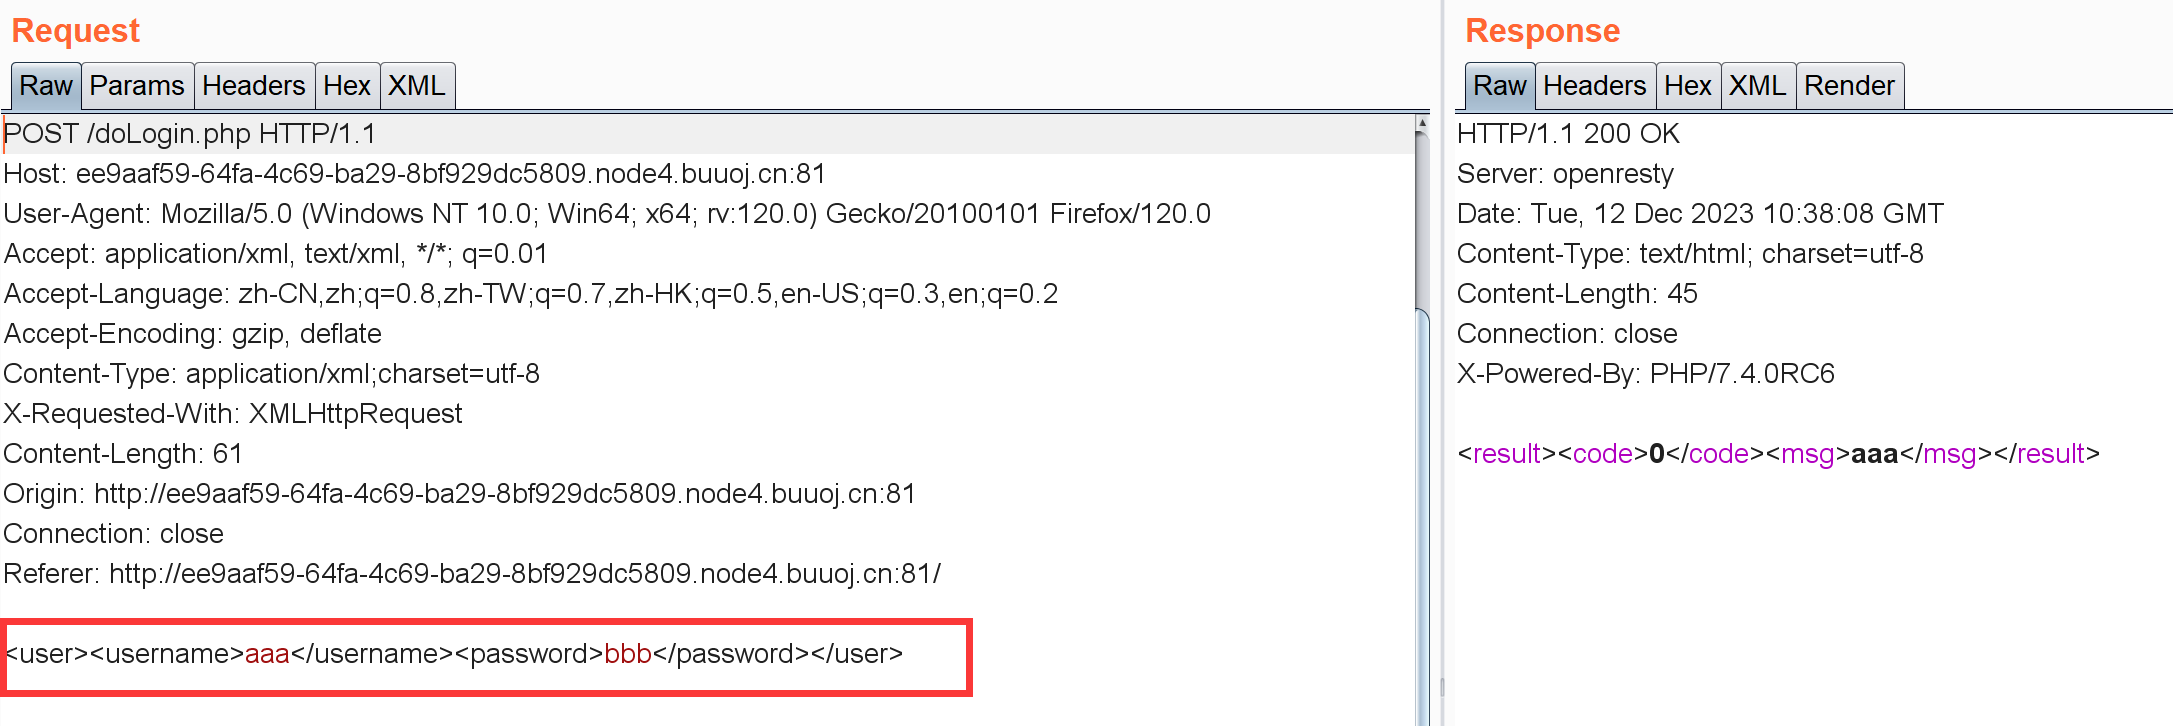 Request
Raw Params Headers Hex XML
POST /doLogin.php HTTP/1.1
Host: ee9aaf59-64fa-4c69-ba29-8bf929dc5809.node4.buuoj.cn:81
User-Agent: Mozilla/5.0 (Windows NT 10.0; Win64; x64; rv:120.0) Gecko/20100101 Firefox/120.0
Accept: application/xml, text/xml, */*; q=0.01
Accept-Language: zh-CN,zh;q=0.8,zh-TW;q=0.7,zh-HK;q=0.5,en-US;q=0.3,en;q=0.2
Accept-Encoding: gzip, deflate
Content-Type: application/xml;charset=utf-8
X-Requested-With: XMLHttpRequest
Content-Length: 61
Origin: http://ee9aaf59-64fa-4c69-ba29-8bf929dc5809.node4.buuoj.cn:81
Connection: close
Referer: http://ee9aaf59-64fa-4c69-ba29-8bf929dc5809.node4.buuoj.cn:81/
<user><username>aaa</username><password>bbb</password></user>
Response
Raw Headers Hex XML Render
HTTP/1.1 200 OK
Server: openresty
Date: Tue, 12 Dec 2023 10:38:08 GMT
Content-Type: text/html; charset=utf-8
Content-Length: 45
Connection: close
X-Powered-By: PHP/7.4.0RC6
<result><code>0</code><msg>aaa</msg></result>